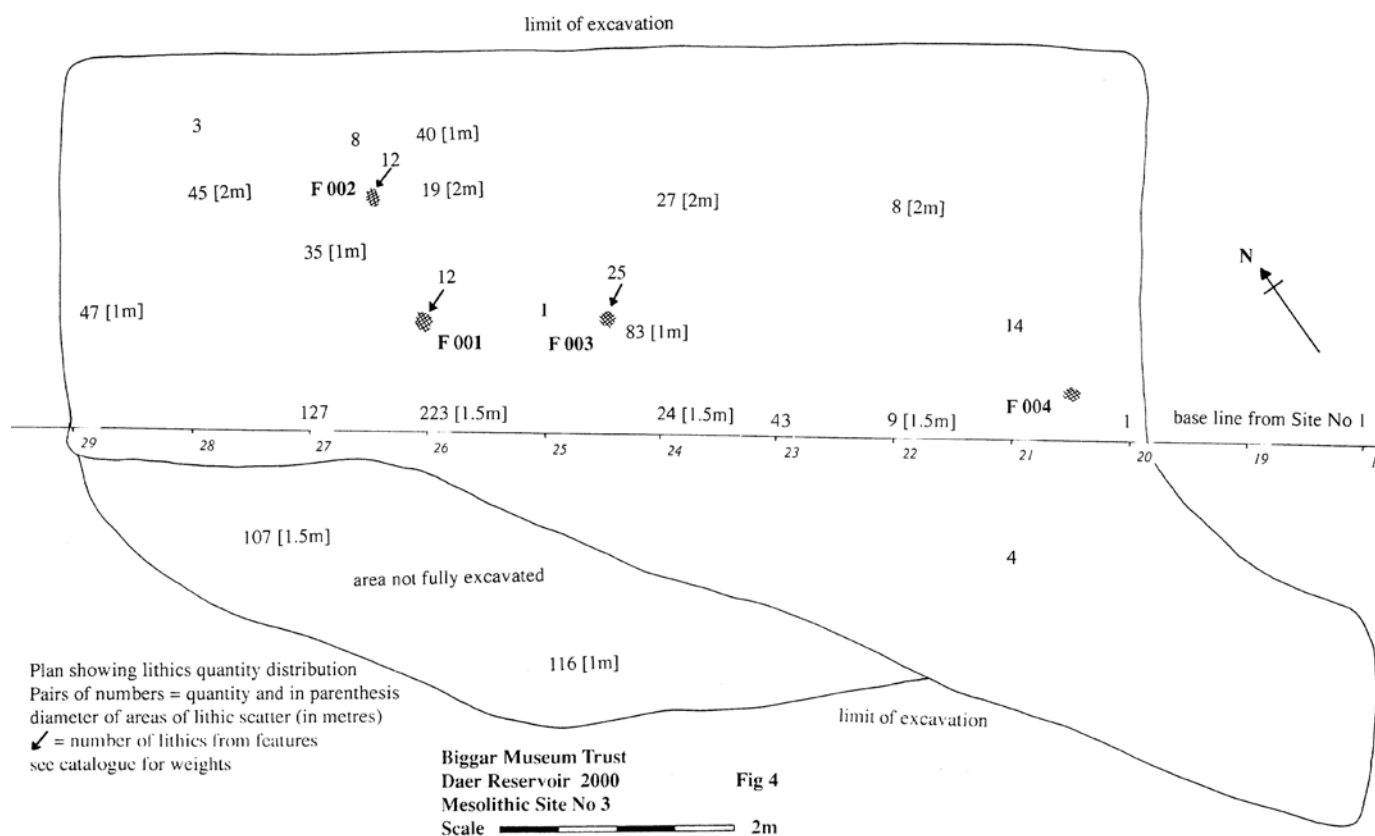 limit of excavation
3
8
40 [1m]
12
45 [2m]
F 002
19 [2m]
27 [2m]
8 [2m]
35 [1m]
N
12
25
47 [1m]
1
83 [1m]
14
F 001
F 003
127
223 [1.5m]
24 [1.5m]
43
9 [1.5m]
F 004
1
base line from Site No 1
29
28
27
26
25
24
23
22
21
20
19
107 [1.5m]
area not fully excavated
4
116 [1m]
limit of excavation
Plan showing lithics quantity distribution
Pairs of numbers = quantity and in parenthesis
diameter of areas of lithic scatter (in metres)
↙ = number of lithics from features
see catalogue for weights
Biggar Museum Trust
Daer Reservoir 2000 Fig 4
Mesolithic Site No 3
Scale 2m